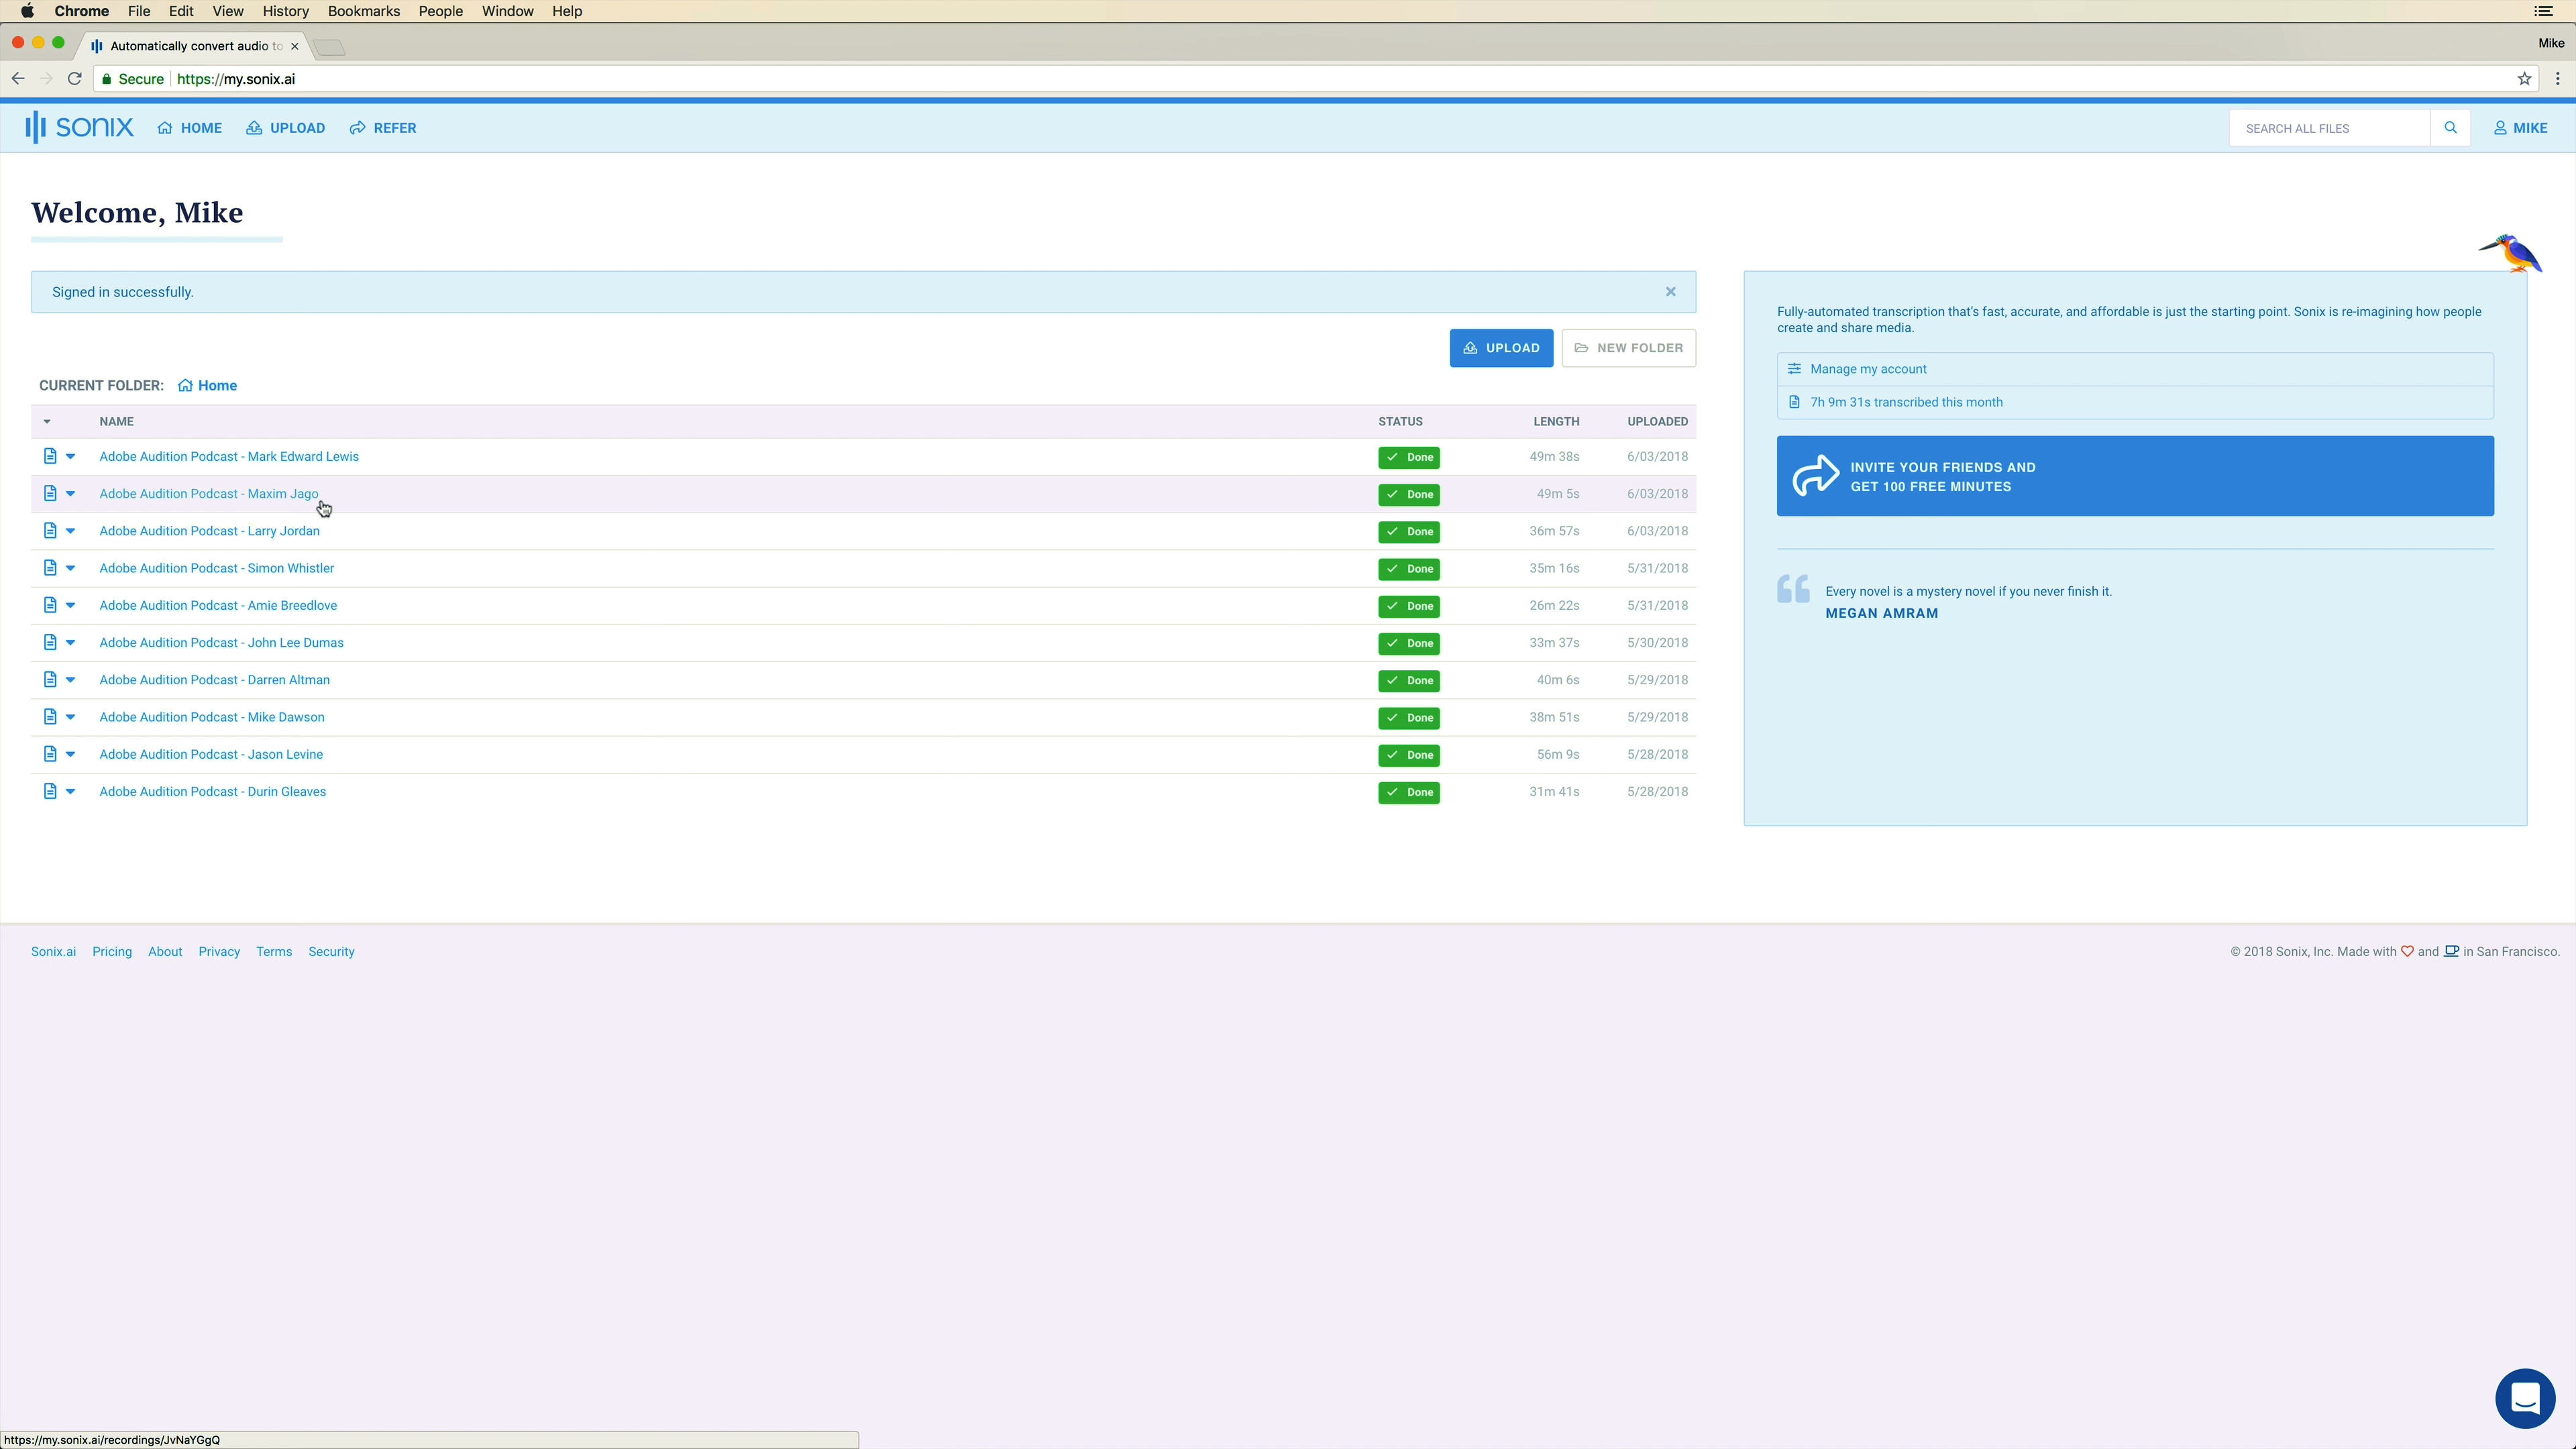 Chrome File Edit View History Bookmarks People Window Help
Automatically convert audio to
Mike
Secure https://my.sonix.ai
sonix HOME UPLOAD REFER SEARCH ALL FILES MIKE
Welcome, Mike
Signed in successfully.
UPLOAD NEW FOLDER
CURRENT FOLDER: Home
NAME STATUS LENGTH UPLOADED
Adobe Audition Podcast - Mark Edward Lewis Done 49m 38s 6/03/2018
Adobe Audition Podcast - Maxim Jago Done 49m 5s 6/03/2018
Adobe Audition Podcast - Larry Jordan Done 36m 57s 6/03/2018
Adobe Audition Podcast - Simon Whistler Done 35m 16s 5/31/2018
Adobe Audition Podcast - Amie Breedlove Done 26m 22s 5/31/2018
Adobe Audition Podcast - John Lee Dumas Done 33m 37s 5/30/2018
Adobe Audition Podcast - Darren Altman Done 40m 6s 5/29/2018
Adobe Audition Podcast - Mike Dawson Done 38m 51s 5/29/2018
Adobe Audition Podcast - Jason Levine Done 56m 9s 5/28/2018
Adobe Audition Podcast - Durin Gleaves Done 31m 41s 5/28/2018
Fully-automated transcription that's fast, accurate, and affordable is just the starting point. Sonix is re-imagining how people
create and share media.
Manage my account
7h 9m 31s transcribed this month
INVITE YOUR FRIENDS AND
GET 100 FREE MINUTES
Every novel is a mystery novel if you never finish it.
MEGAN AMRAM
Sonix.ai Pricing About Privacy Terms Security
© 2018 Sonix, Inc. Made with and in San Francisco.
https://my.sonix.ai/recordings/JvNaYGgQ